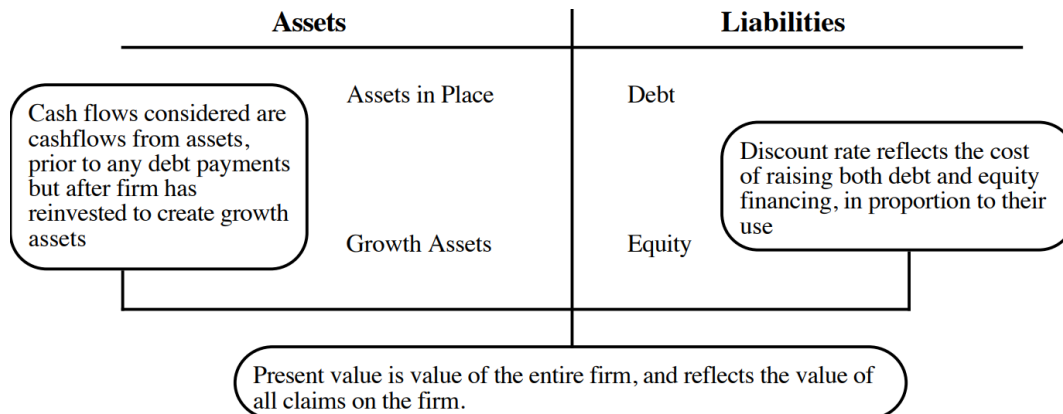 Assets
Liabilities
Assets in Place
Debt
Cash flows considered are
cashflows from assets,
prior to any debt payments
but after firm has
reinvested to create growth
assets
Discount rate reflects the cost
of raising both debt and equity
financing, in proportion to their
use
Growth Assets
Equity
Present value is value of the entire firm, and reflects the value of
all claims on the firm.